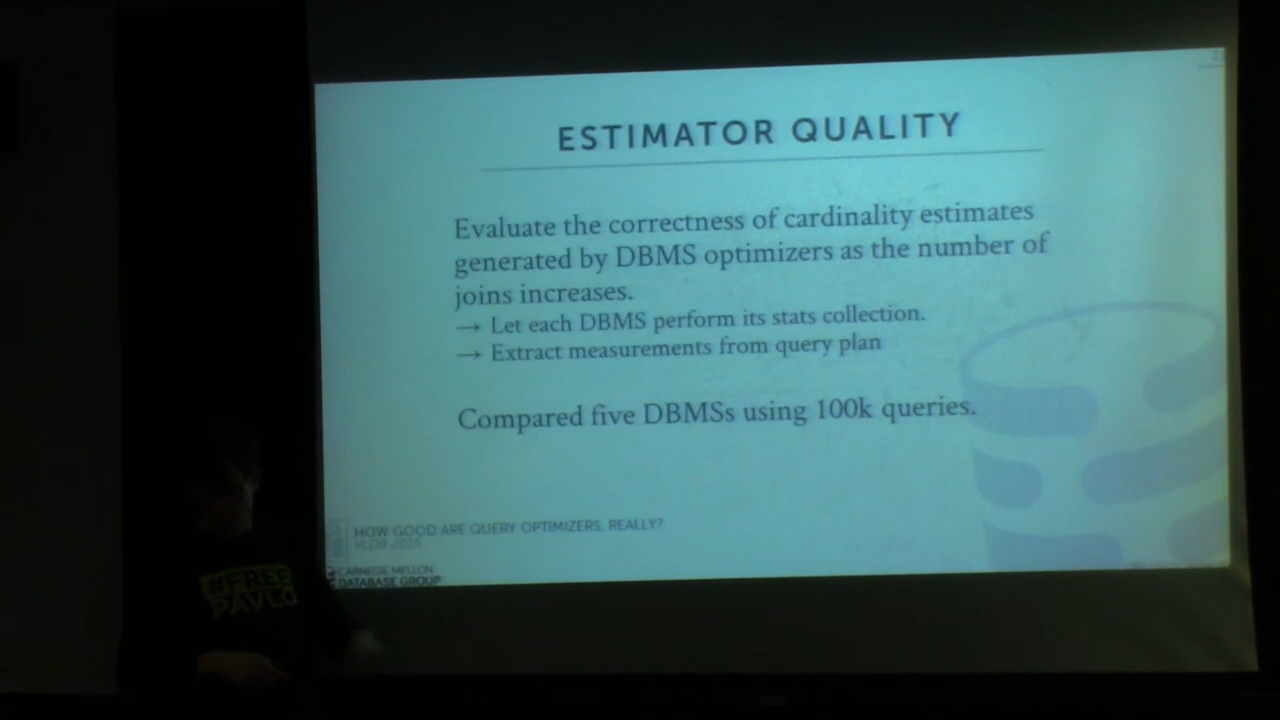 ESTIMATOR QUALITY
Evaluate the correctness of cardinality estimates
generated by DBMS optimizers as the number of
joins increases.
→ Let each DBMS perform its stats collection.
→ Extract measurements from query plan
Compared five DBMSs using 100k queries.
HOW GOOD ARE QUERY OPTIMIZERS, REALLY?
VLDB 2015
CARNEGIE MELLON
DATABASE GROUP
#FREE
PAVLO